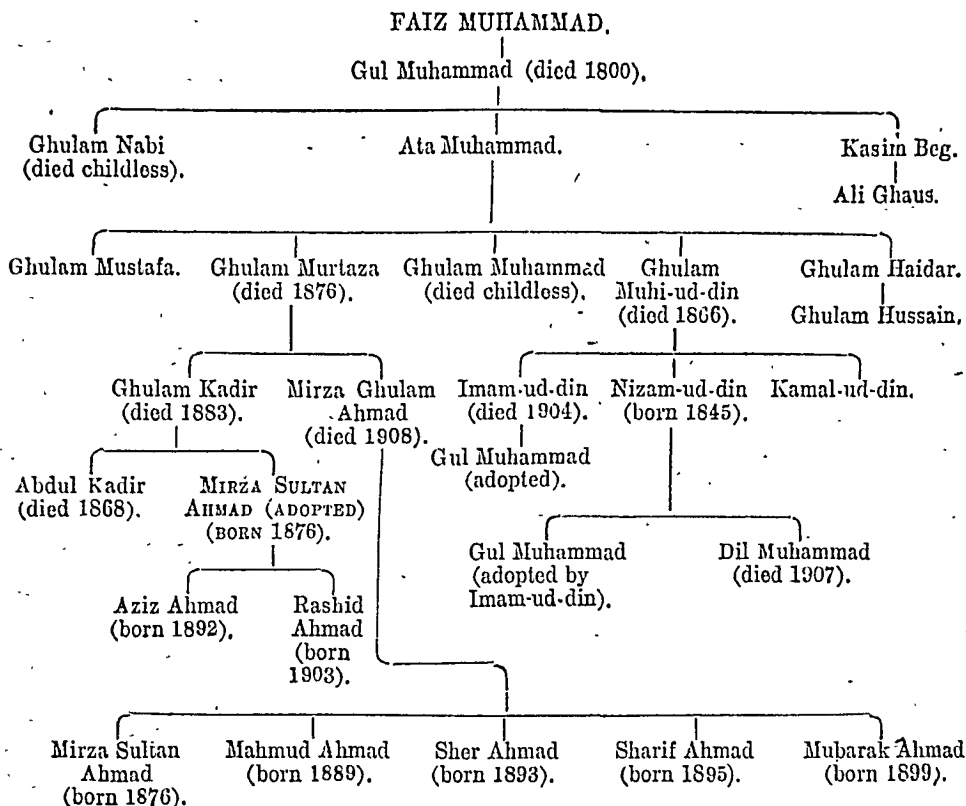 FAIZ MUHAMMAD.
Gul Muhammad (died 1800).
Ghulam Nabi
(died childless).
Ata Muhammad.
Kasim Beg.
Ali Ghaus.
Ghulam Mustafa.
Ghulam Murtaza
(died 1876).
Ghulam Muhammad
(died childless).
Ghulam
Muhi-ud-din
(died 1866).
Ghulam Haidar.
Ghulam Hussain.
Ghulam Kadir
(died 1883).
Mirza Ghulam
Ahmad
(died 1908).
Imam-ud-din
(died 1904).
Nizam-ud-din
(born 1845).
Kamal-ud-din.
Gul Muhammad
(adopted).
Abdul Kadir
(died 1868).
MIRZA SULTAN
AHMAD (ADOPTED)
(BORN 1876).
Gul Muhammad
(adopted by
Imam-ud-din).
Dil Muhammad
(died 1907).
Aziz Ahmad
(born 1892).
Rashid
Ahmad
(born
1903).
Mirza Sultan
Ahmad
(born 1876).
Mahmud Ahmad
(born 1889).
Sher Ahmad
(born 1893).
Sharif Ahmad
(born 1895).
Mubarak Ahmad
(born 1899).